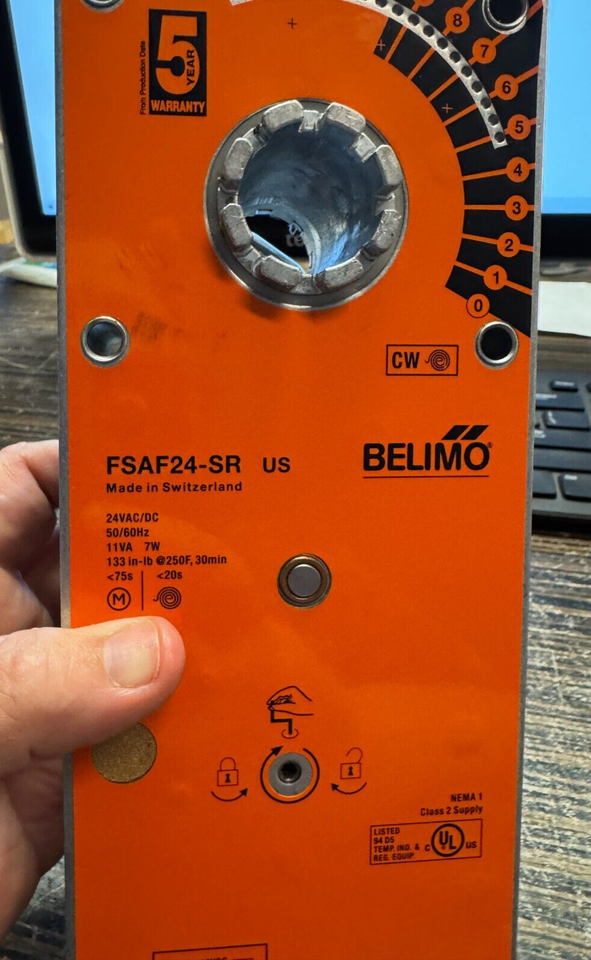 From Production Date
5
YEAR
WARRANTY
8
7
6
5
4
3
2
1
0
CW
FSAF24-SR US
BELIMO®
Made in Switzerland
24VAC/DC
50/60Hz
11VA 7W
133 in-lb @250F, 30min
<75s <20s
M
NEMA 1
Class 2 Supply
LISTED
94 D5
TEMP. IND. &
REG. EQUIP.
C UL US